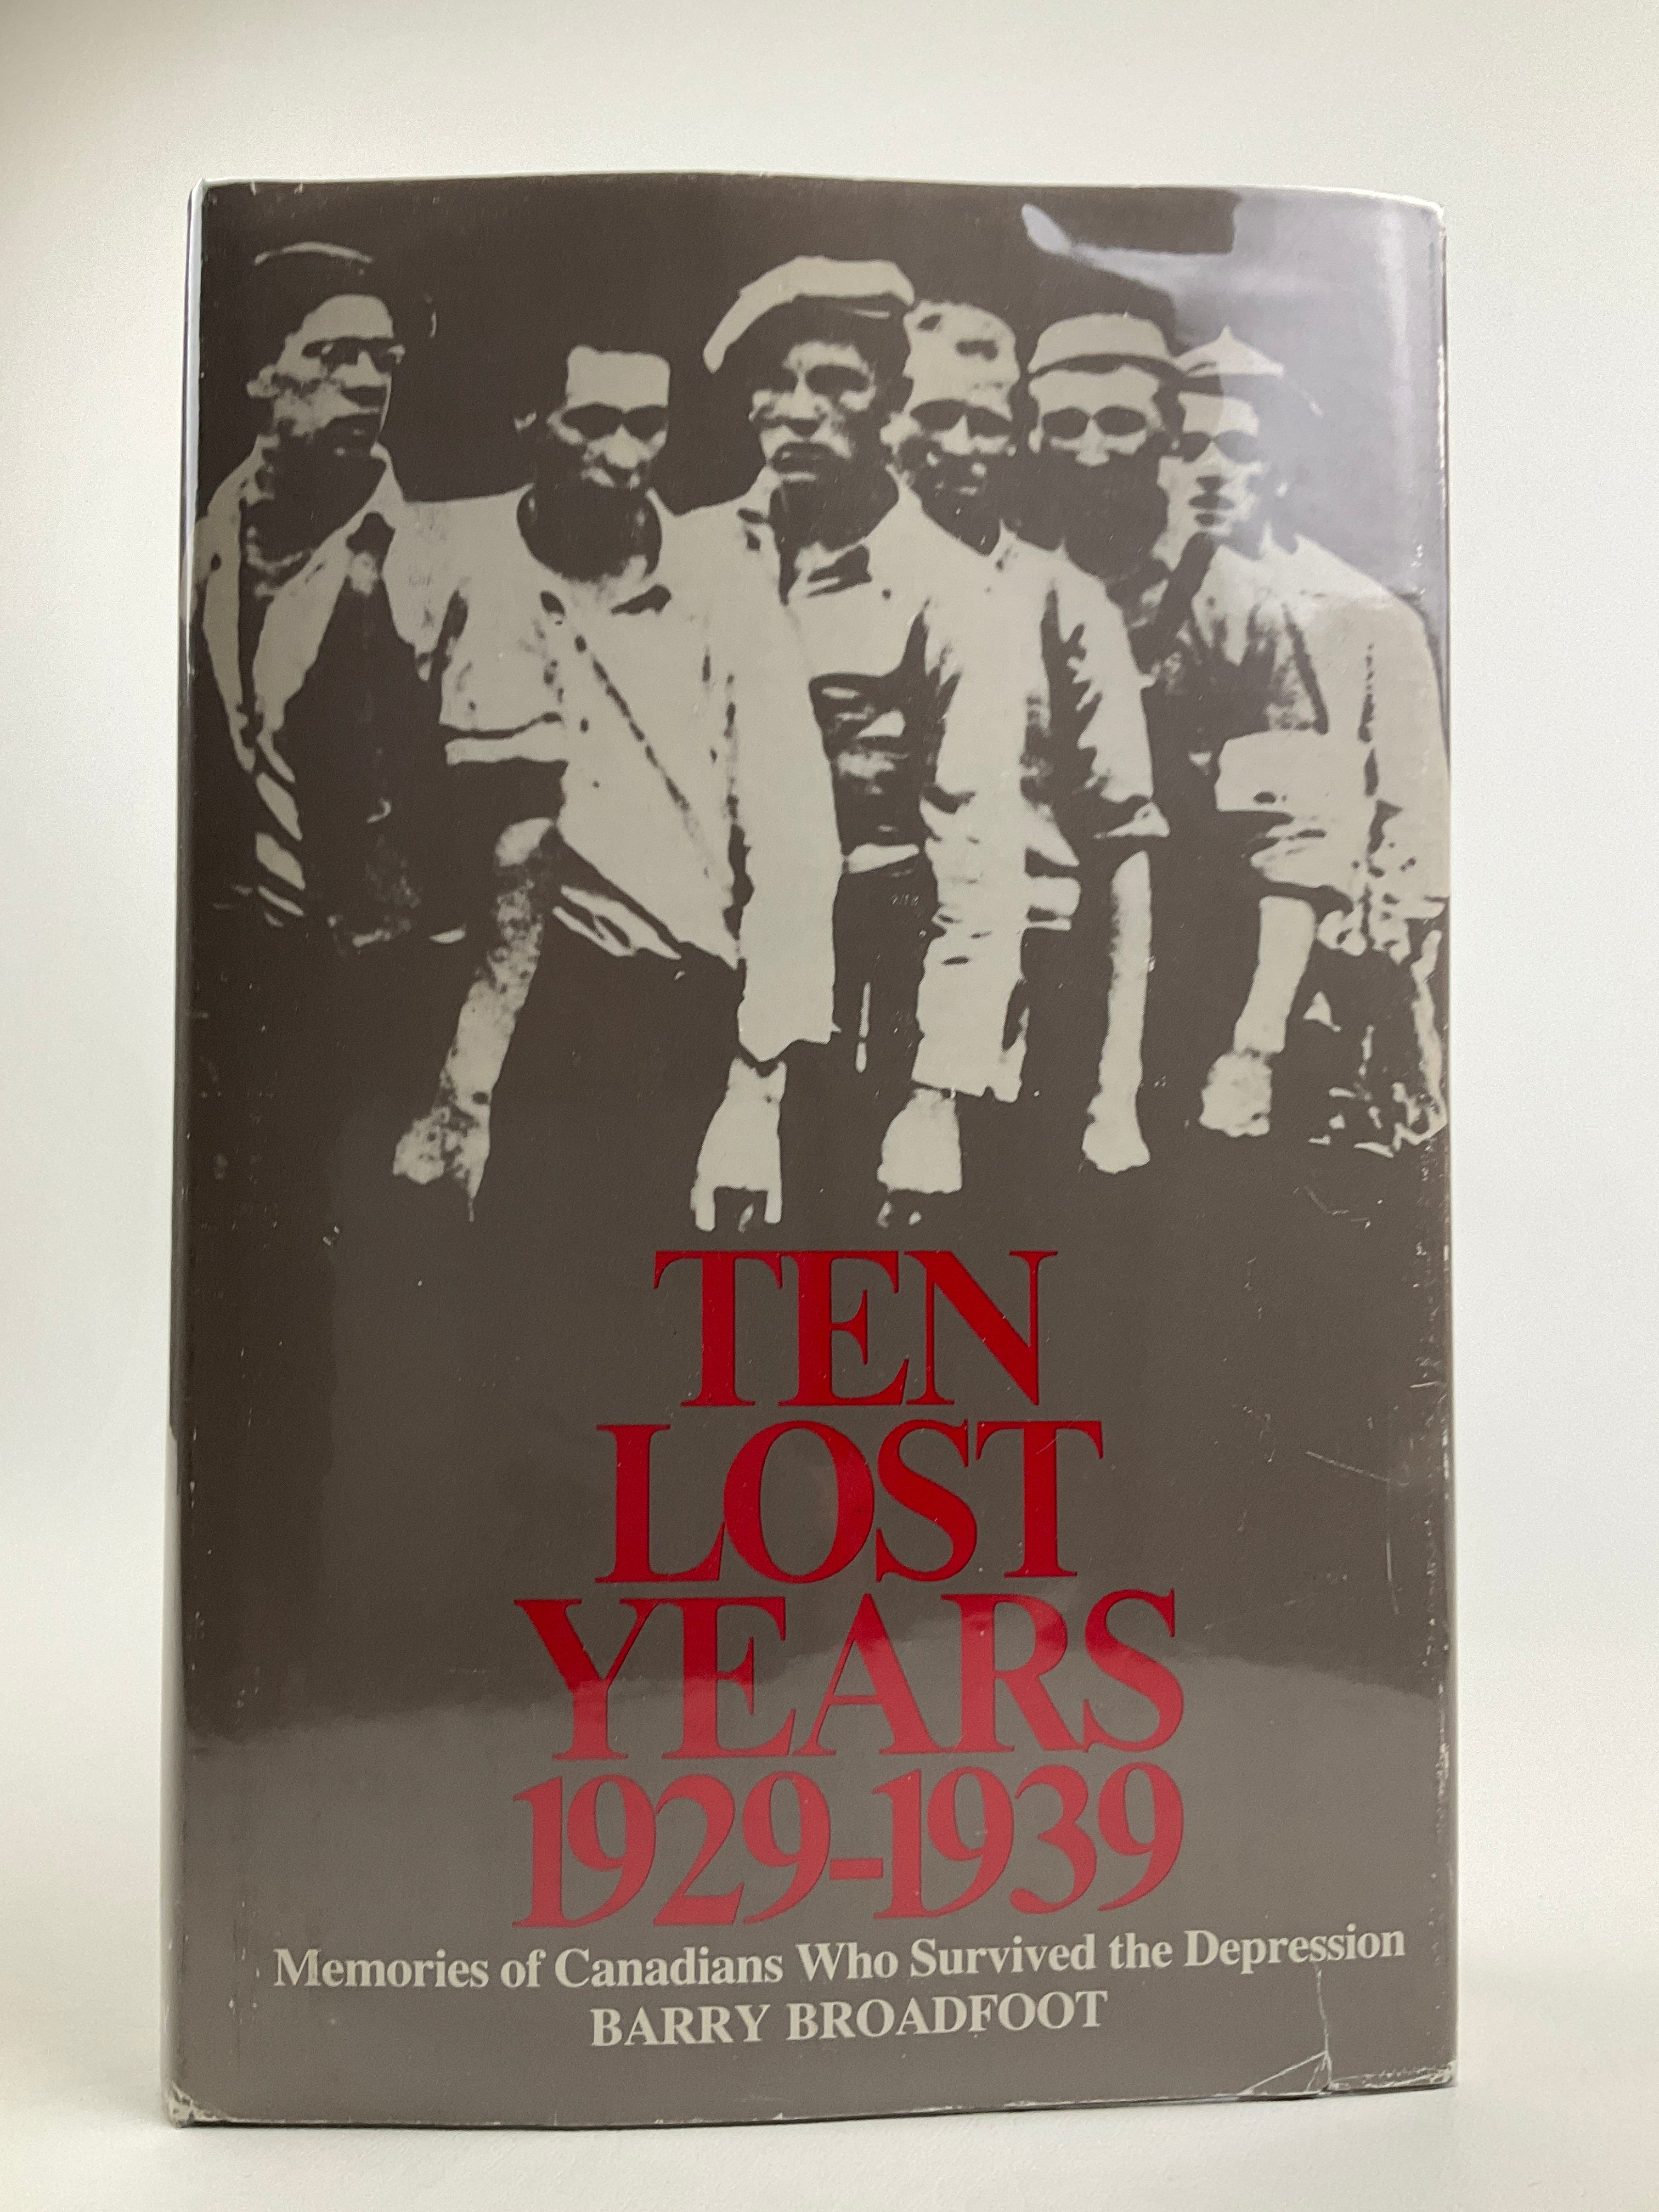 TEN
LOST
YEARS
1929-1939
Memories of Canadians Who Survived the Depression
BARRY BROADFOOT